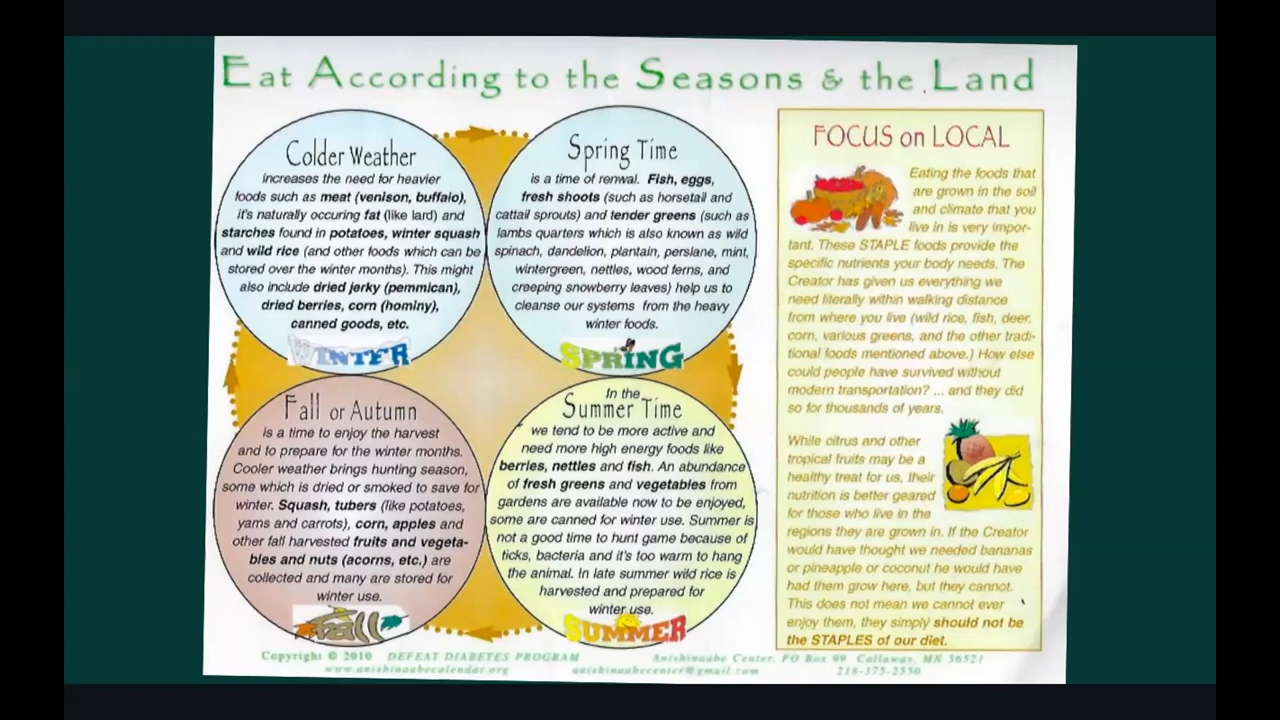 Eat According to the Seasons & the Land
Colder Weather
increases the need for heavier
foods such as meat (venison, buffalo),
it's naturally occuring fat (like lard) and
starches found in potatoes, winter squash
and wild rice (and other foods which can be
stored over the winter months). This might
also include dried jerky (pemmican),
dried berries, corn (hominy),
canned goods, etc.
WINTER
Spring Time
is a time of renwal. Fish, eggs,
fresh shoots (such as horsetail and
cattail sprouts) and tender greens (such as
lambs quarters which is also known as wild
spinach, dandelion, plantain, perslane, mint,
wintergreen, nettles, wood ferns, and
creeping snowberry leaves) help us to
cleanse our systems from the heavy
winter foods.
SPRING
Fall or Autumn
is a time to enjoy the harvest
and to prepare for the winter months.
Cooler weather brings hunting season,
some which is dried or smoked to save for
winter. Squash, tubers (like potatoes,
yams and carrots), corn, apples and
other fall harvested fruits and vegeta-
bles and nuts (acorns, etc.) are
collected and many are stored for
winter use.
fall
In the
Summer Time
we tend to be more active and
need more high energy foods like
berries, nettles and fish. An abundance
of fresh greens and vegetables from
gardens are available now to be enjoyed,
some are canned for winter use. Summer is
not a good time to hunt game because of
ticks, bacteria and it's too warm to hang
the animal. In late summer wild rice is
harvested and prepared for
winter use.
SUMMER
FOCUS on LOCAL
Eating the foods that
are grown in the soil
and climate that you
live in is very impor-
tant. These STAPLE foods provide the
specific nutrients your body needs. The
Creator has given us everything we
need literally within walking distance
from where you live (wild rice, fish, deer,
corn, various greens, and the other tradi-
tional foods mentioned above.) How else
could people have survived without
modern transportation? ... and they did
so for thousands of years.
While citrus and other
tropical fruits may be a
healthy treat for us, their
nutrition is better geared
for those who live in the
regions they are grown in. If the Creator
would have thought we needed bananas
or pineapple or coconut he would have
had them grow here, but they cannot.
This does not mean we cannot ever
enjoy them, they simply should not be
the STAPLES of our diet.
Copyright © 2010 DEFEAT DIABETES PROGRAM Anishinaabe Center, PO Box 99 Callaway, MN 56521
www.anishinaabecalendar.org anishinaabecenter@gmail.com 218-375-2550